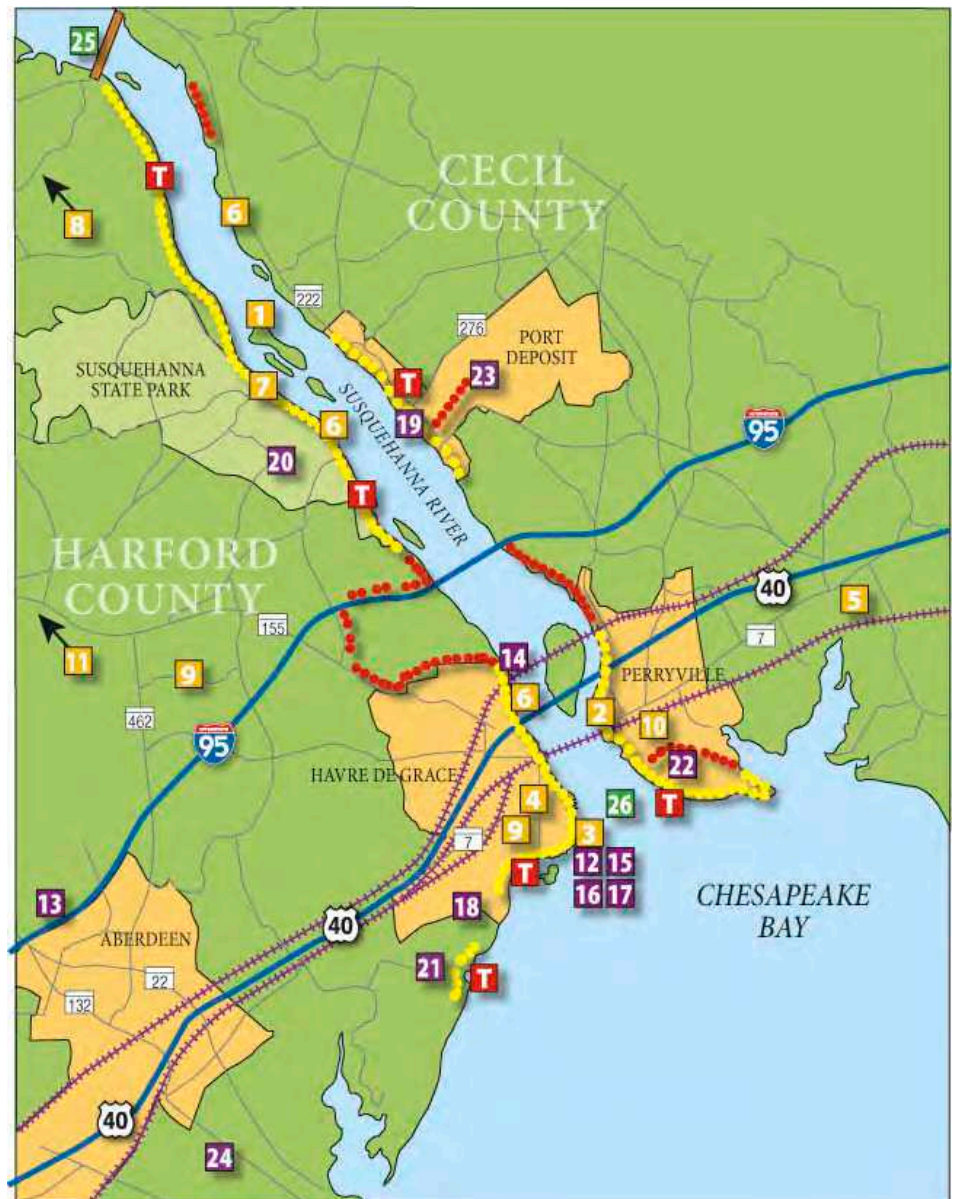 25
T
CECIL
COUNTY
8
6
222
1
276
PORT
DEPOSIT
SUSQUEHANNA
STATE PARK
T
23
7
SUSQUEHANNA RIVER
19
6
95
20
T
HARFORD
COUNTY
40
5
155
7
14
11
9
6
PERRYVILLE
462
2
10
95
HAVRE DE GRACE
22
4
26
T
9
3
7
12
15
T
16
17
CHESAPEAKE
BAY
13
18
40
ABERDEEN
21
T
22
132
40
24